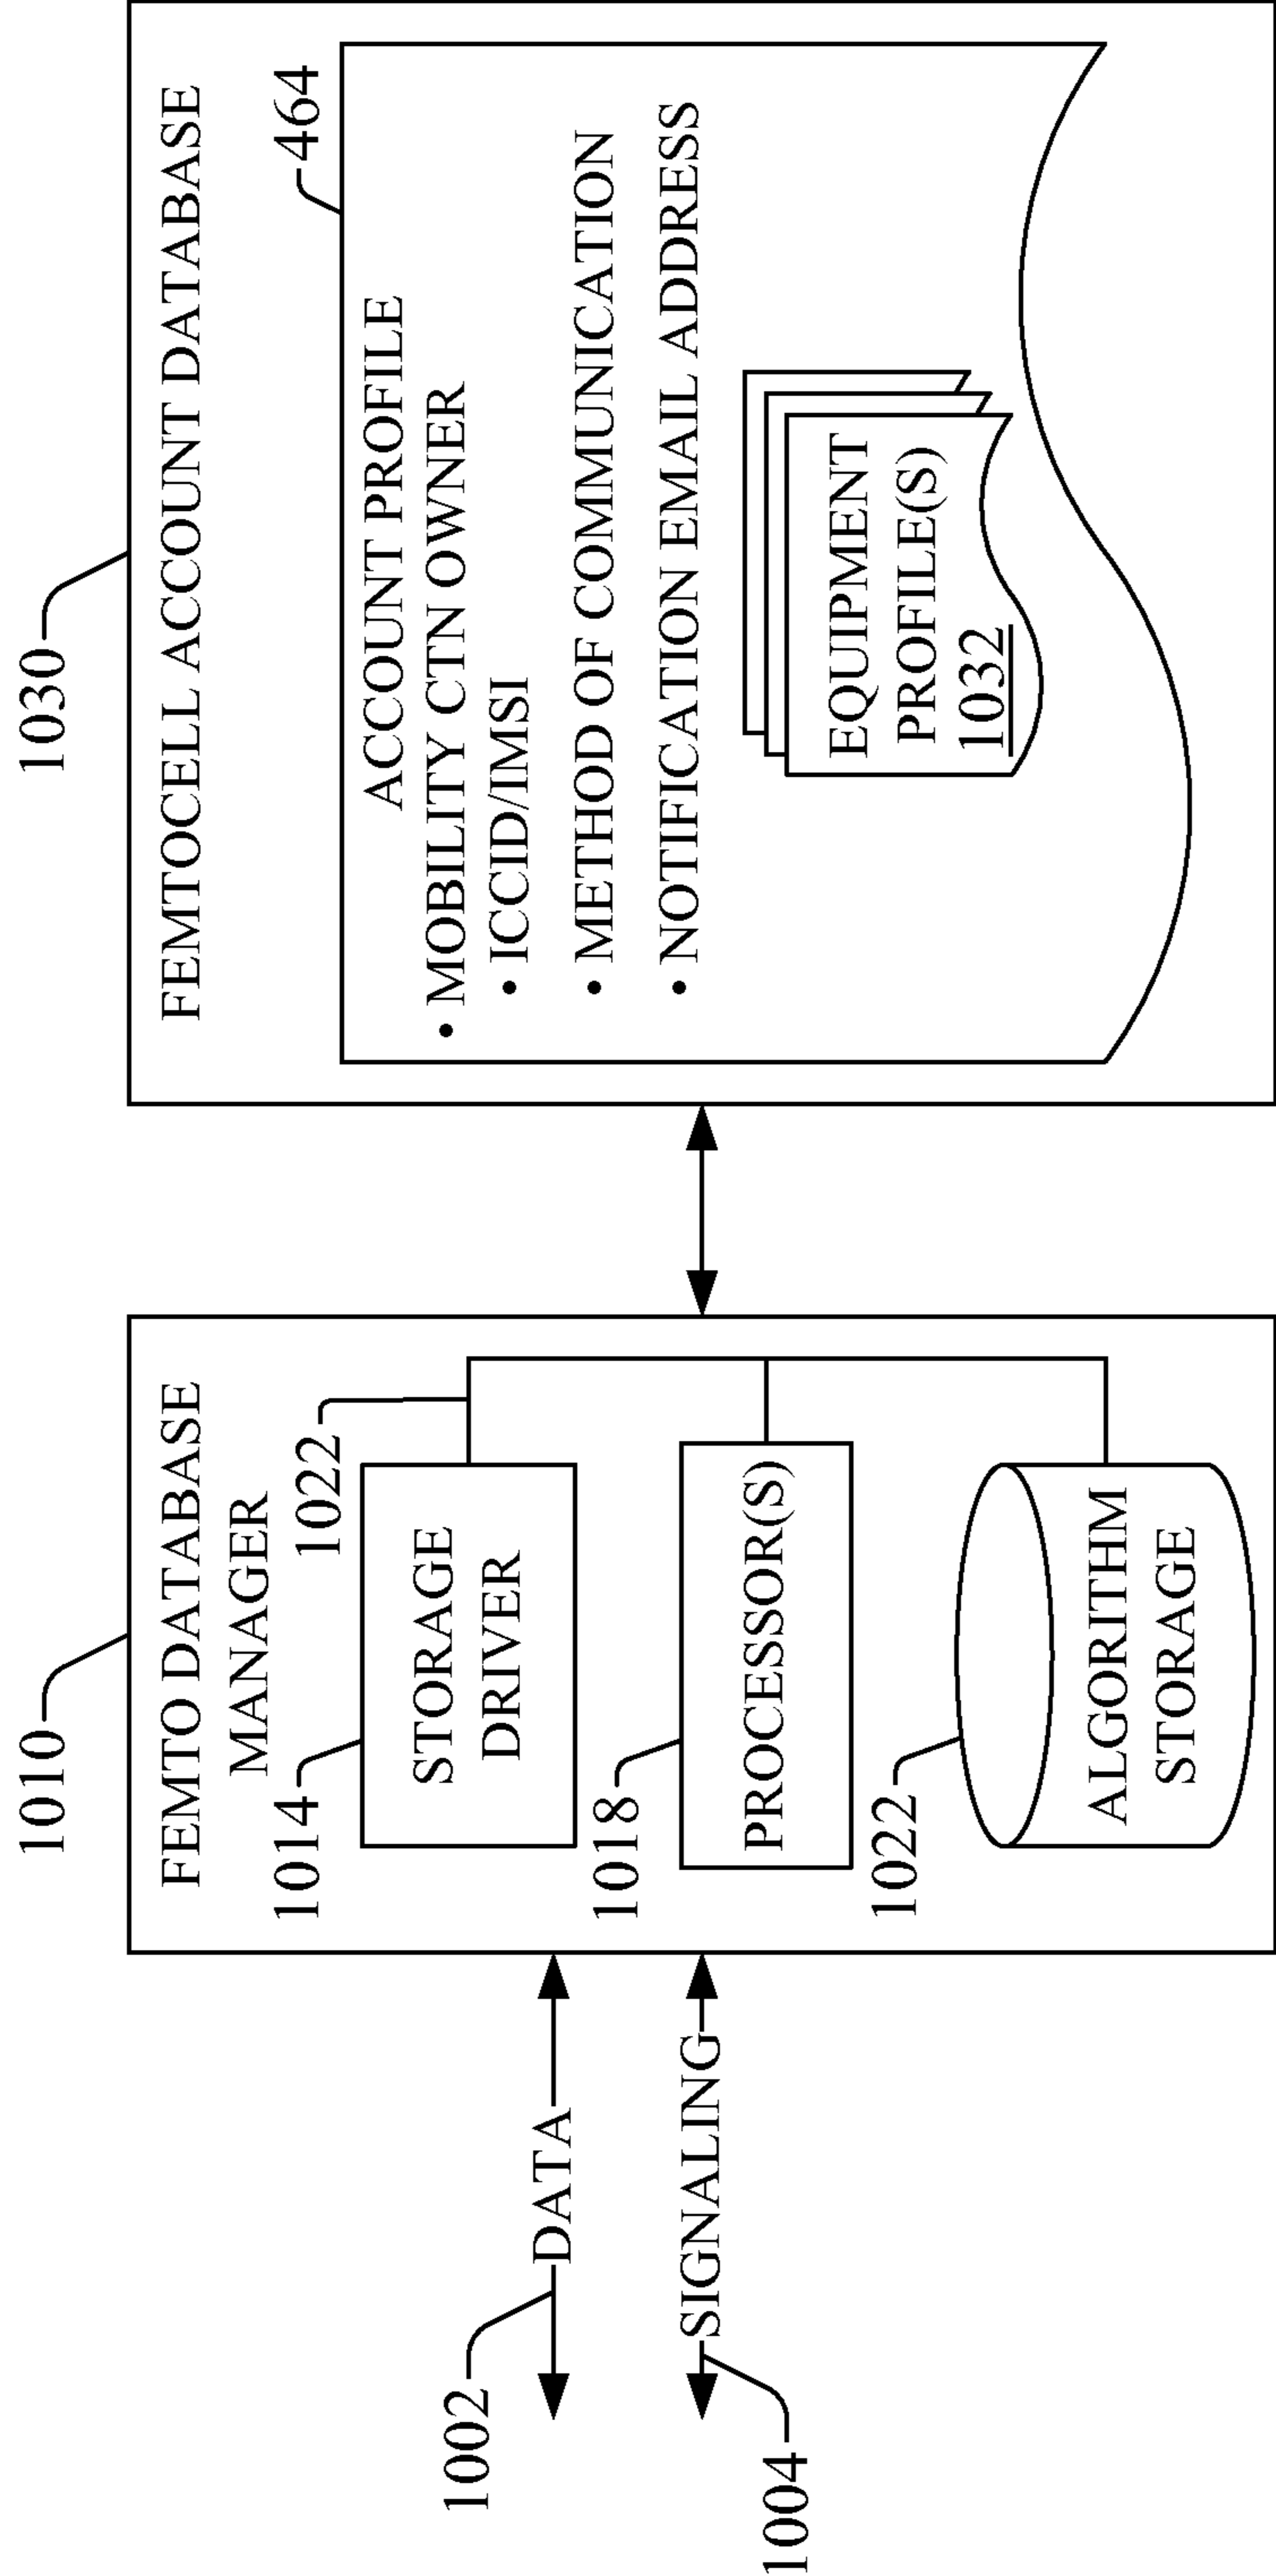 1002
DATA
SIGNALING
1004
1010
FEMTO DATABASE
MANAGER
1014
1022
STORAGE
DRIVER
1018
PROCESSOR(S)
1022
ALGORITHM
STORAGE
1030
FEMTOCELL ACCOUNT DATABASE
464
ACCOUNT PROFILE
• MOBILITY CTN OWNER
• ICCID/IMSI
• METHOD OF COMMUNICATION
• NOTIFICATION EMAIL ADDRESS
EQUIPMENT
PROFILE(S)
1032